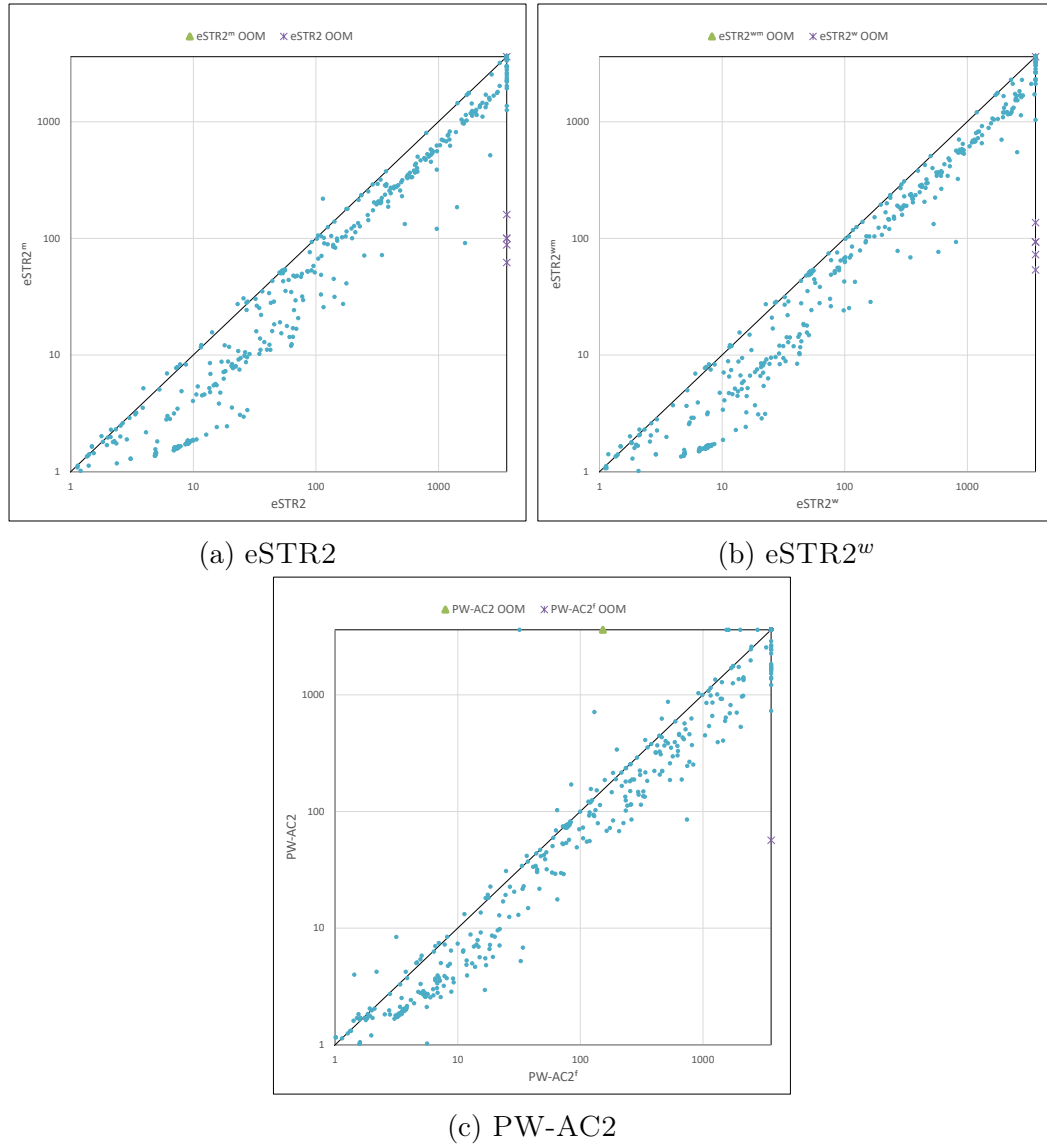 eSTR2ᵐ OOM eSTR2 OOM
1000
100
10
1
eSTR2ᵐ
1 10 100 1000
eSTR2
(a) eSTR2
eSTR2ʷᵐ OOM eSTR2ʷ OOM
1000
100
10
1
eSTR2ʷᵐ
1 10 100 1000
eSTR2ʷ
(b) eSTR2ʷ
PW-AC2 OOM PW-AC2ᶠ OOM
1000
100
10
1
PW-AC2
1 10 100 1000
PW-AC2ᶠ
(c) PW-AC2